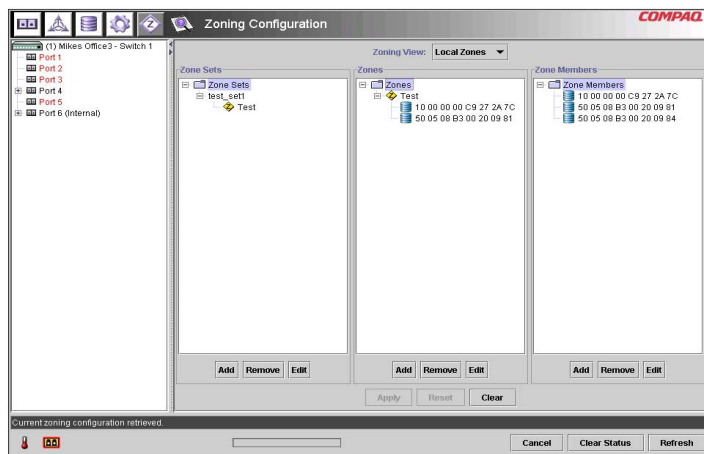 Zoning Configuration
COMPAQ
(1) Mikes Office3 - Switch 1
Port 1
Port 2
Port 3
Port 4
Port 5
Port 6 (Internal)
Zoning View: Local Zones
Zone Sets
Zone Sets
test_set1
Test
Add Remove Edit
Zones
Zones
Test
10 00 00 00 C9 27 2A 7C
50 05 08 B3 00 20 09 81
Add Remove Edit
Zone Members
Zone Members
10 00 00 00 C9 27 2A 7C
50 05 08 B3 00 20 09 81
50 05 08 B3 00 20 09 84
Add Remove Edit
Apply Reset Clear
Current zoning configuration retrieved.
Cancel Clear Status Refresh